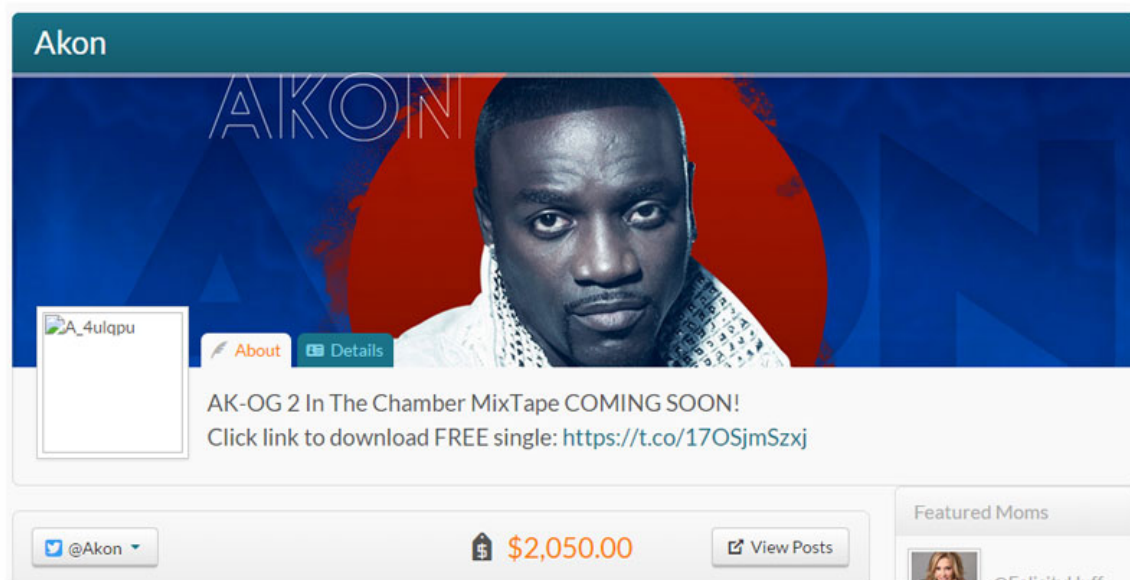 Akon
AKON
A_4ulqpu
About
Details
AK-OG 2 In The Chamber MixTape COMING SOON!
Click link to download FREE single: https://t.co/17OSjmSzxj
Featured Moms
@Akon
$2,050.00
View Posts